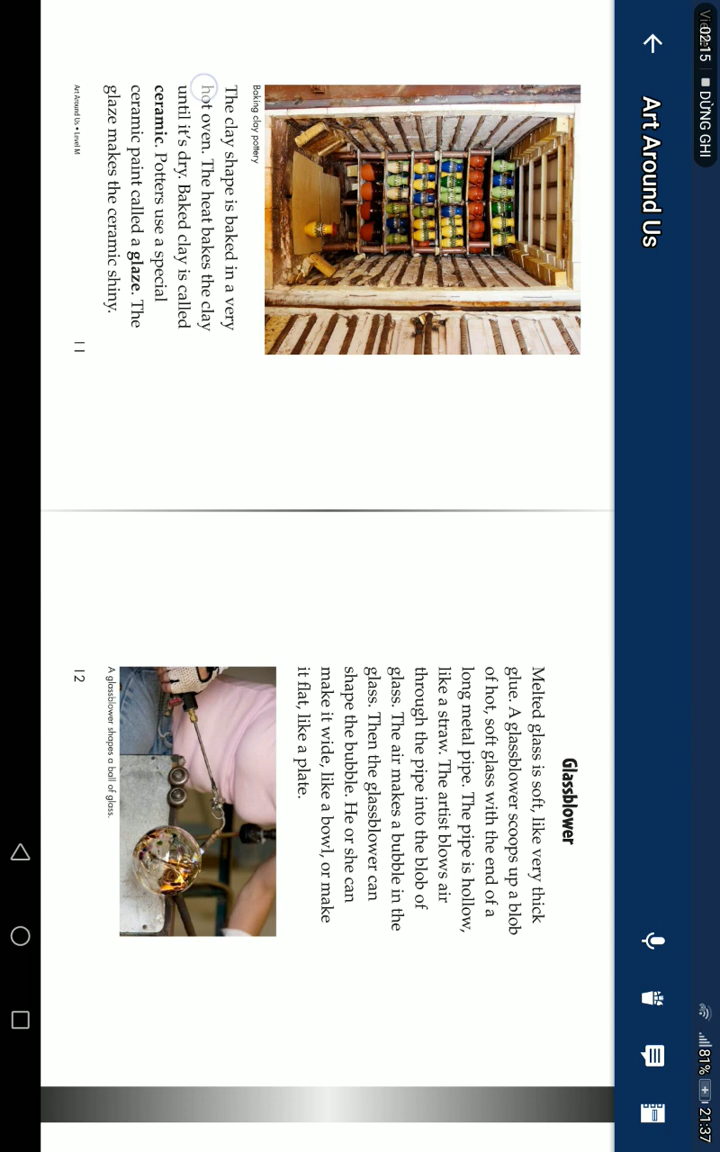 02:15 ■ DỪNG GHI
81% 21:37
Art Around Us
Baking clay pottery
The clay shape is baked in a very
hot oven. The heat bakes the clay
until it's dry. Baked clay is called
ceramic. Potters use a special
ceramic paint called a glaze. The
glaze makes the ceramic shiny.
Art Around Us • Level M
11
Glassblower
Melted glass is soft, like very thick
glue. A glassblower scoops up a blob
of hot, soft glass with the end of a
long metal pipe. The pipe is hollow,
like a straw. The artist blows air
through the pipe into the blob of
glass. The air makes a bubble in the
glass. Then the glassblower can
shape the bubble. He or she can
make it wide, like a bowl, or make
it flat, like a plate.
A glassblower shapes a ball of glass.
12